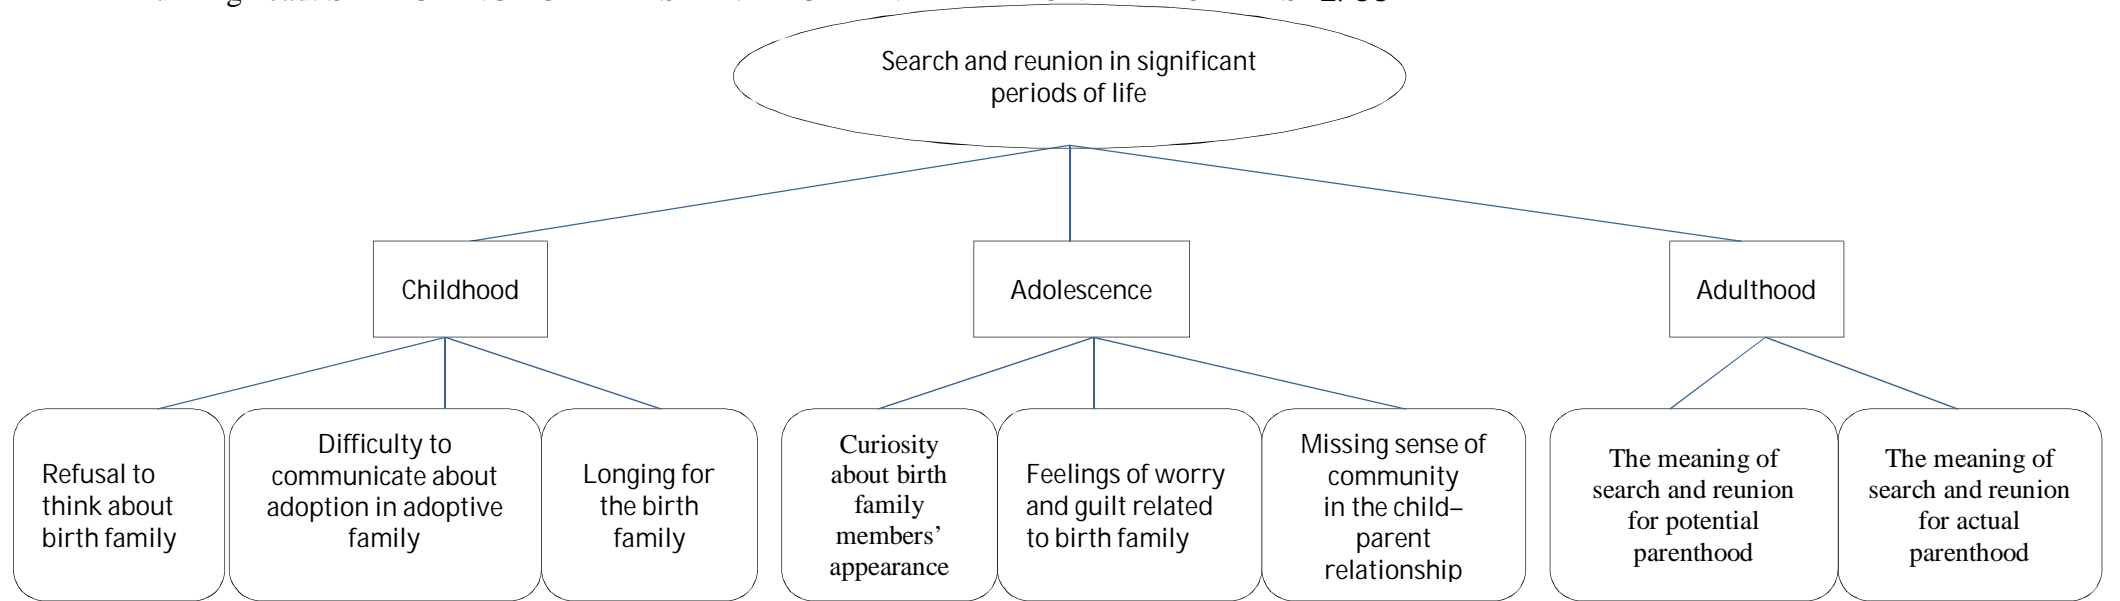 Search and reunion in significant
periods of life
Childhood
Adolescence
Adulthood
Refusal to
think about
birth family
Difficulty to
communicate about
adoption in adoptive
family
Longing for
the birth
family
Curiosity
about birth
family
members’
appearance
Feelings of worry
and guilt related
to birth family
Missing sense of
community
in the child–
parent
relationship
The meaning of
search and reunion
for potential
parenthood
The meaning of
search and reunion
for actual
parenthood